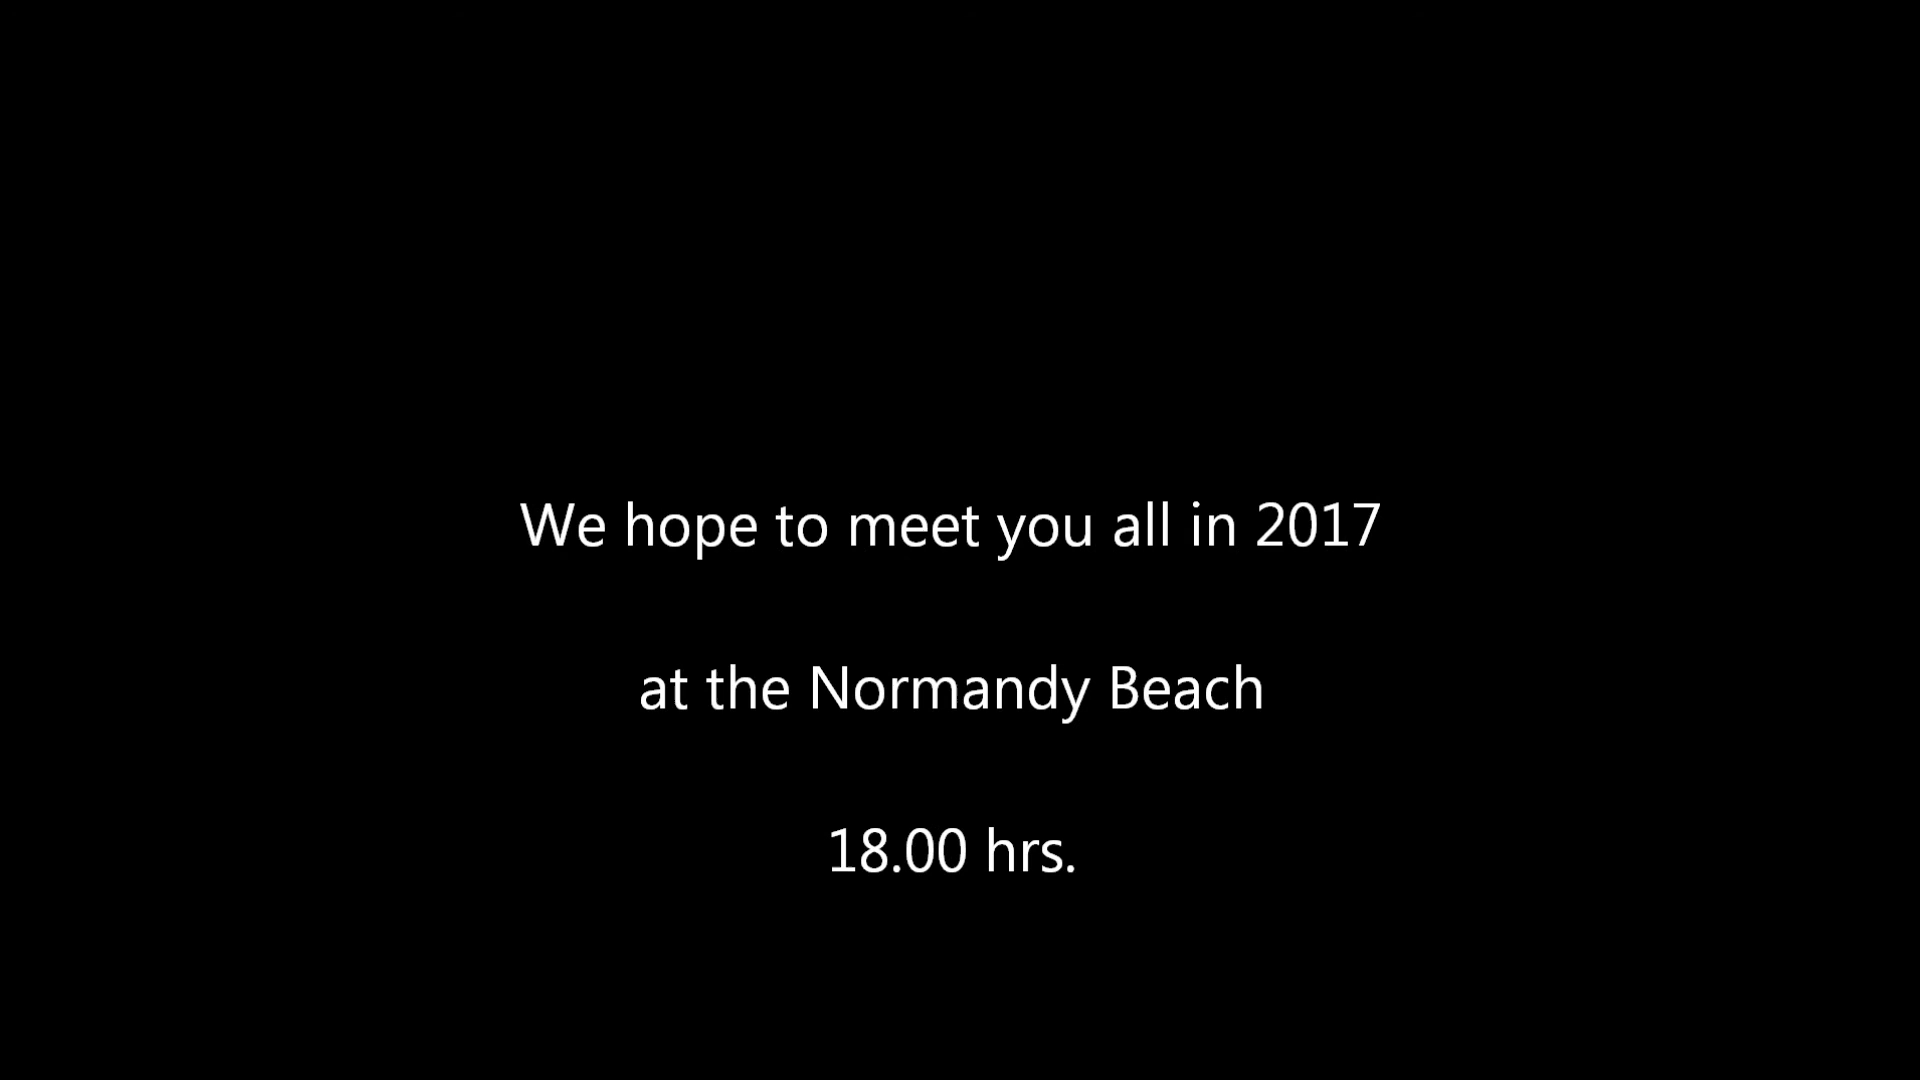 We hope to meet you all in 2017
at the Normandy Beach
18.00 hrs.